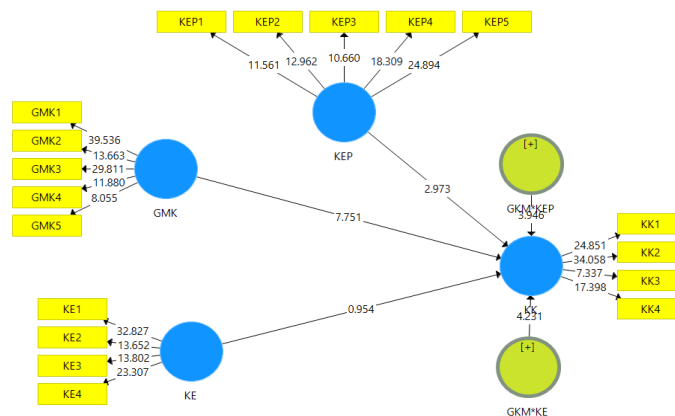 KEP1 KEP2 KEP3 KEP4 KEP5
11.561 12.962 10.660 18.309 24.894
KEP
GMK1
GMK2
GMK3
GMK4
GMK5
39.536
13.663
29.811
11.880
8.055
GMK
[+]
GKM*KEP
2.973
3.946
7.751
0.954
KK
KK1
KK2
KK3
KK4
24.851
34.058
7.337
17.398
KE1
KE2
KE3
KE4
32.827
13.652
13.802
23.307
KE
4.231
[+]
GKM*KE